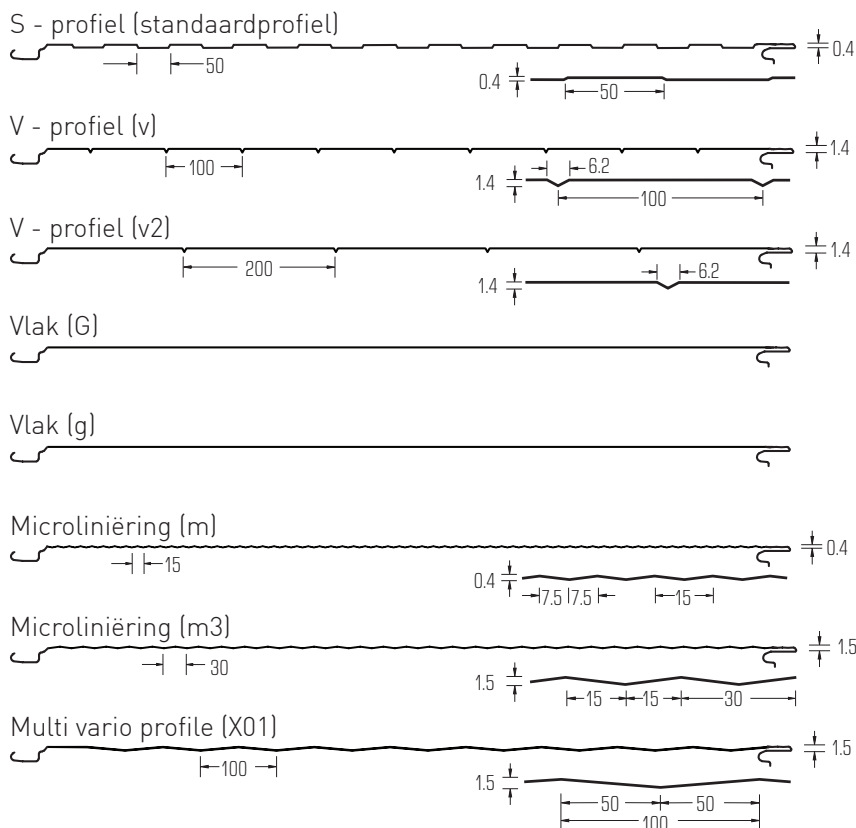 S - profiel (standaardprofiel)
0.4
50
0.4
50
V - profiel (v)
1.4
100
6.2
1.4
100
V - profiel (v2)
1.4
200
6.2
1.4
Vlak (G)
Vlak (g)
Microliniëring (m)
0.4
15
0.4
7.5 7.5 15
Microliniëring (m3)
1.5
30
1.5
15 15 30
Multi vario profile (X01)
1.5
100
1.5
50 50
100